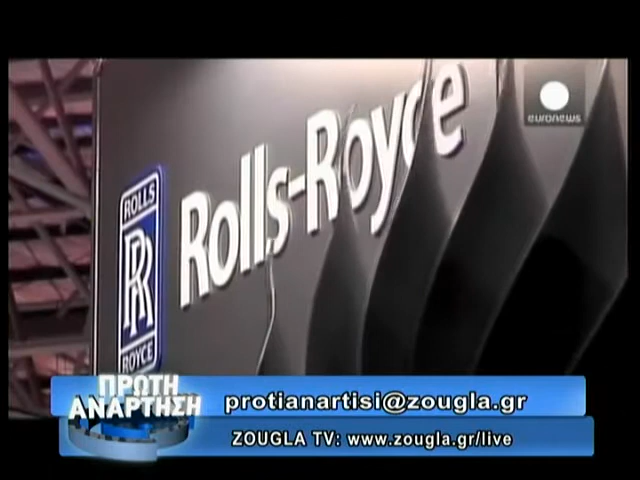 euronews
Rolls-Royce
ROLLS
RR
ROYCE
ΠΡΩΤΗ
ΑΝΑΡΤΗΣΗ
protianartisi@zougla.gr
ZOUGLA TV: www.zougla.gr/live